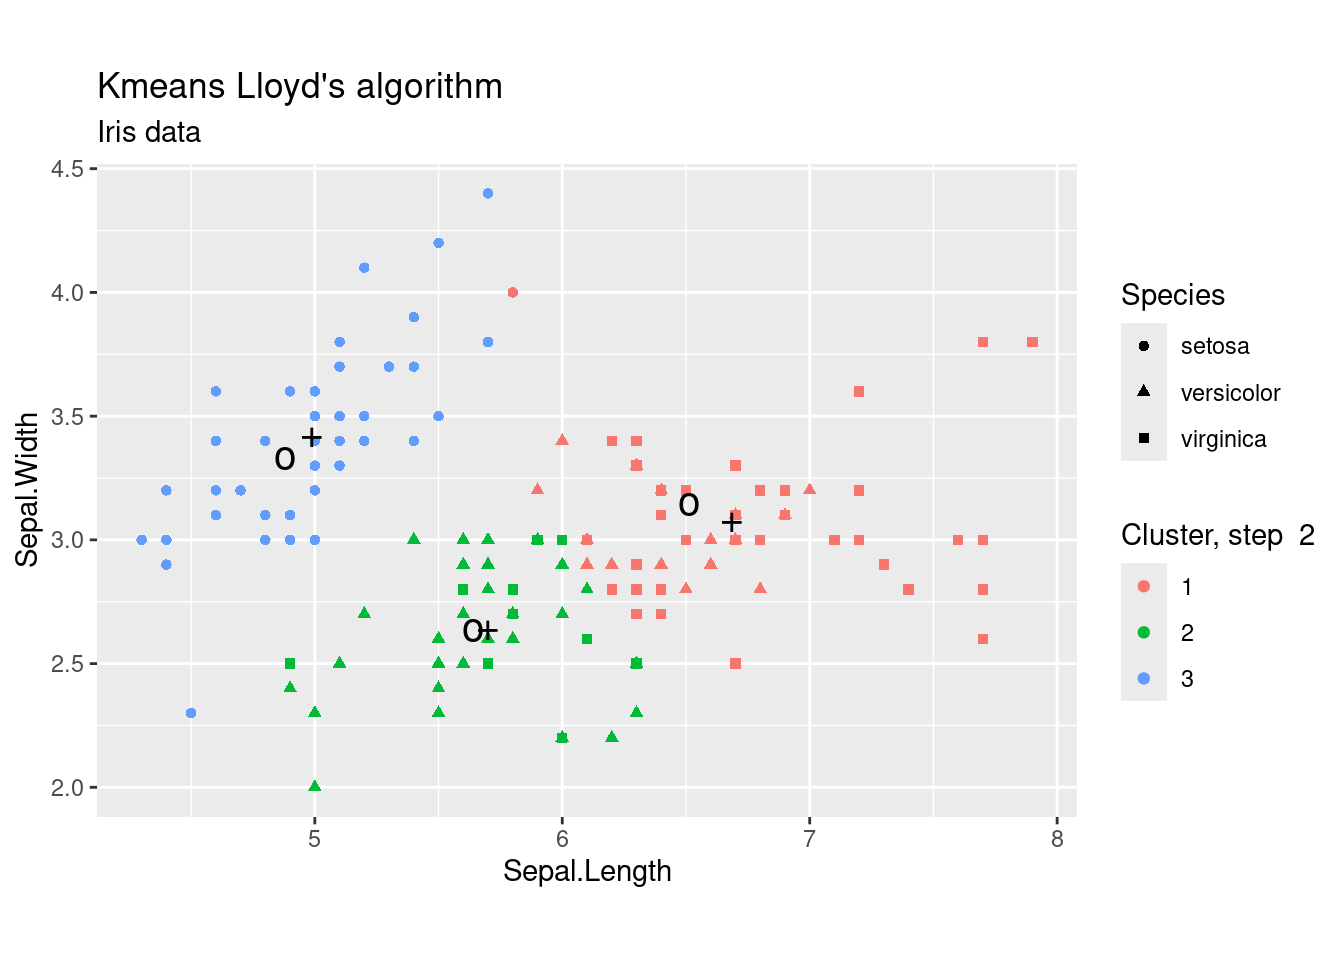 Kmeans Lloyd's algorithm
Iris data
4.5
4.0
3.5
3.0
2.5
2.0
Sepal.Width
5 6 7 8
Sepal.Length
o
o
o
+
+
+
Species
setosa
versicolor
virginica
Cluster, step 2
1
2
3